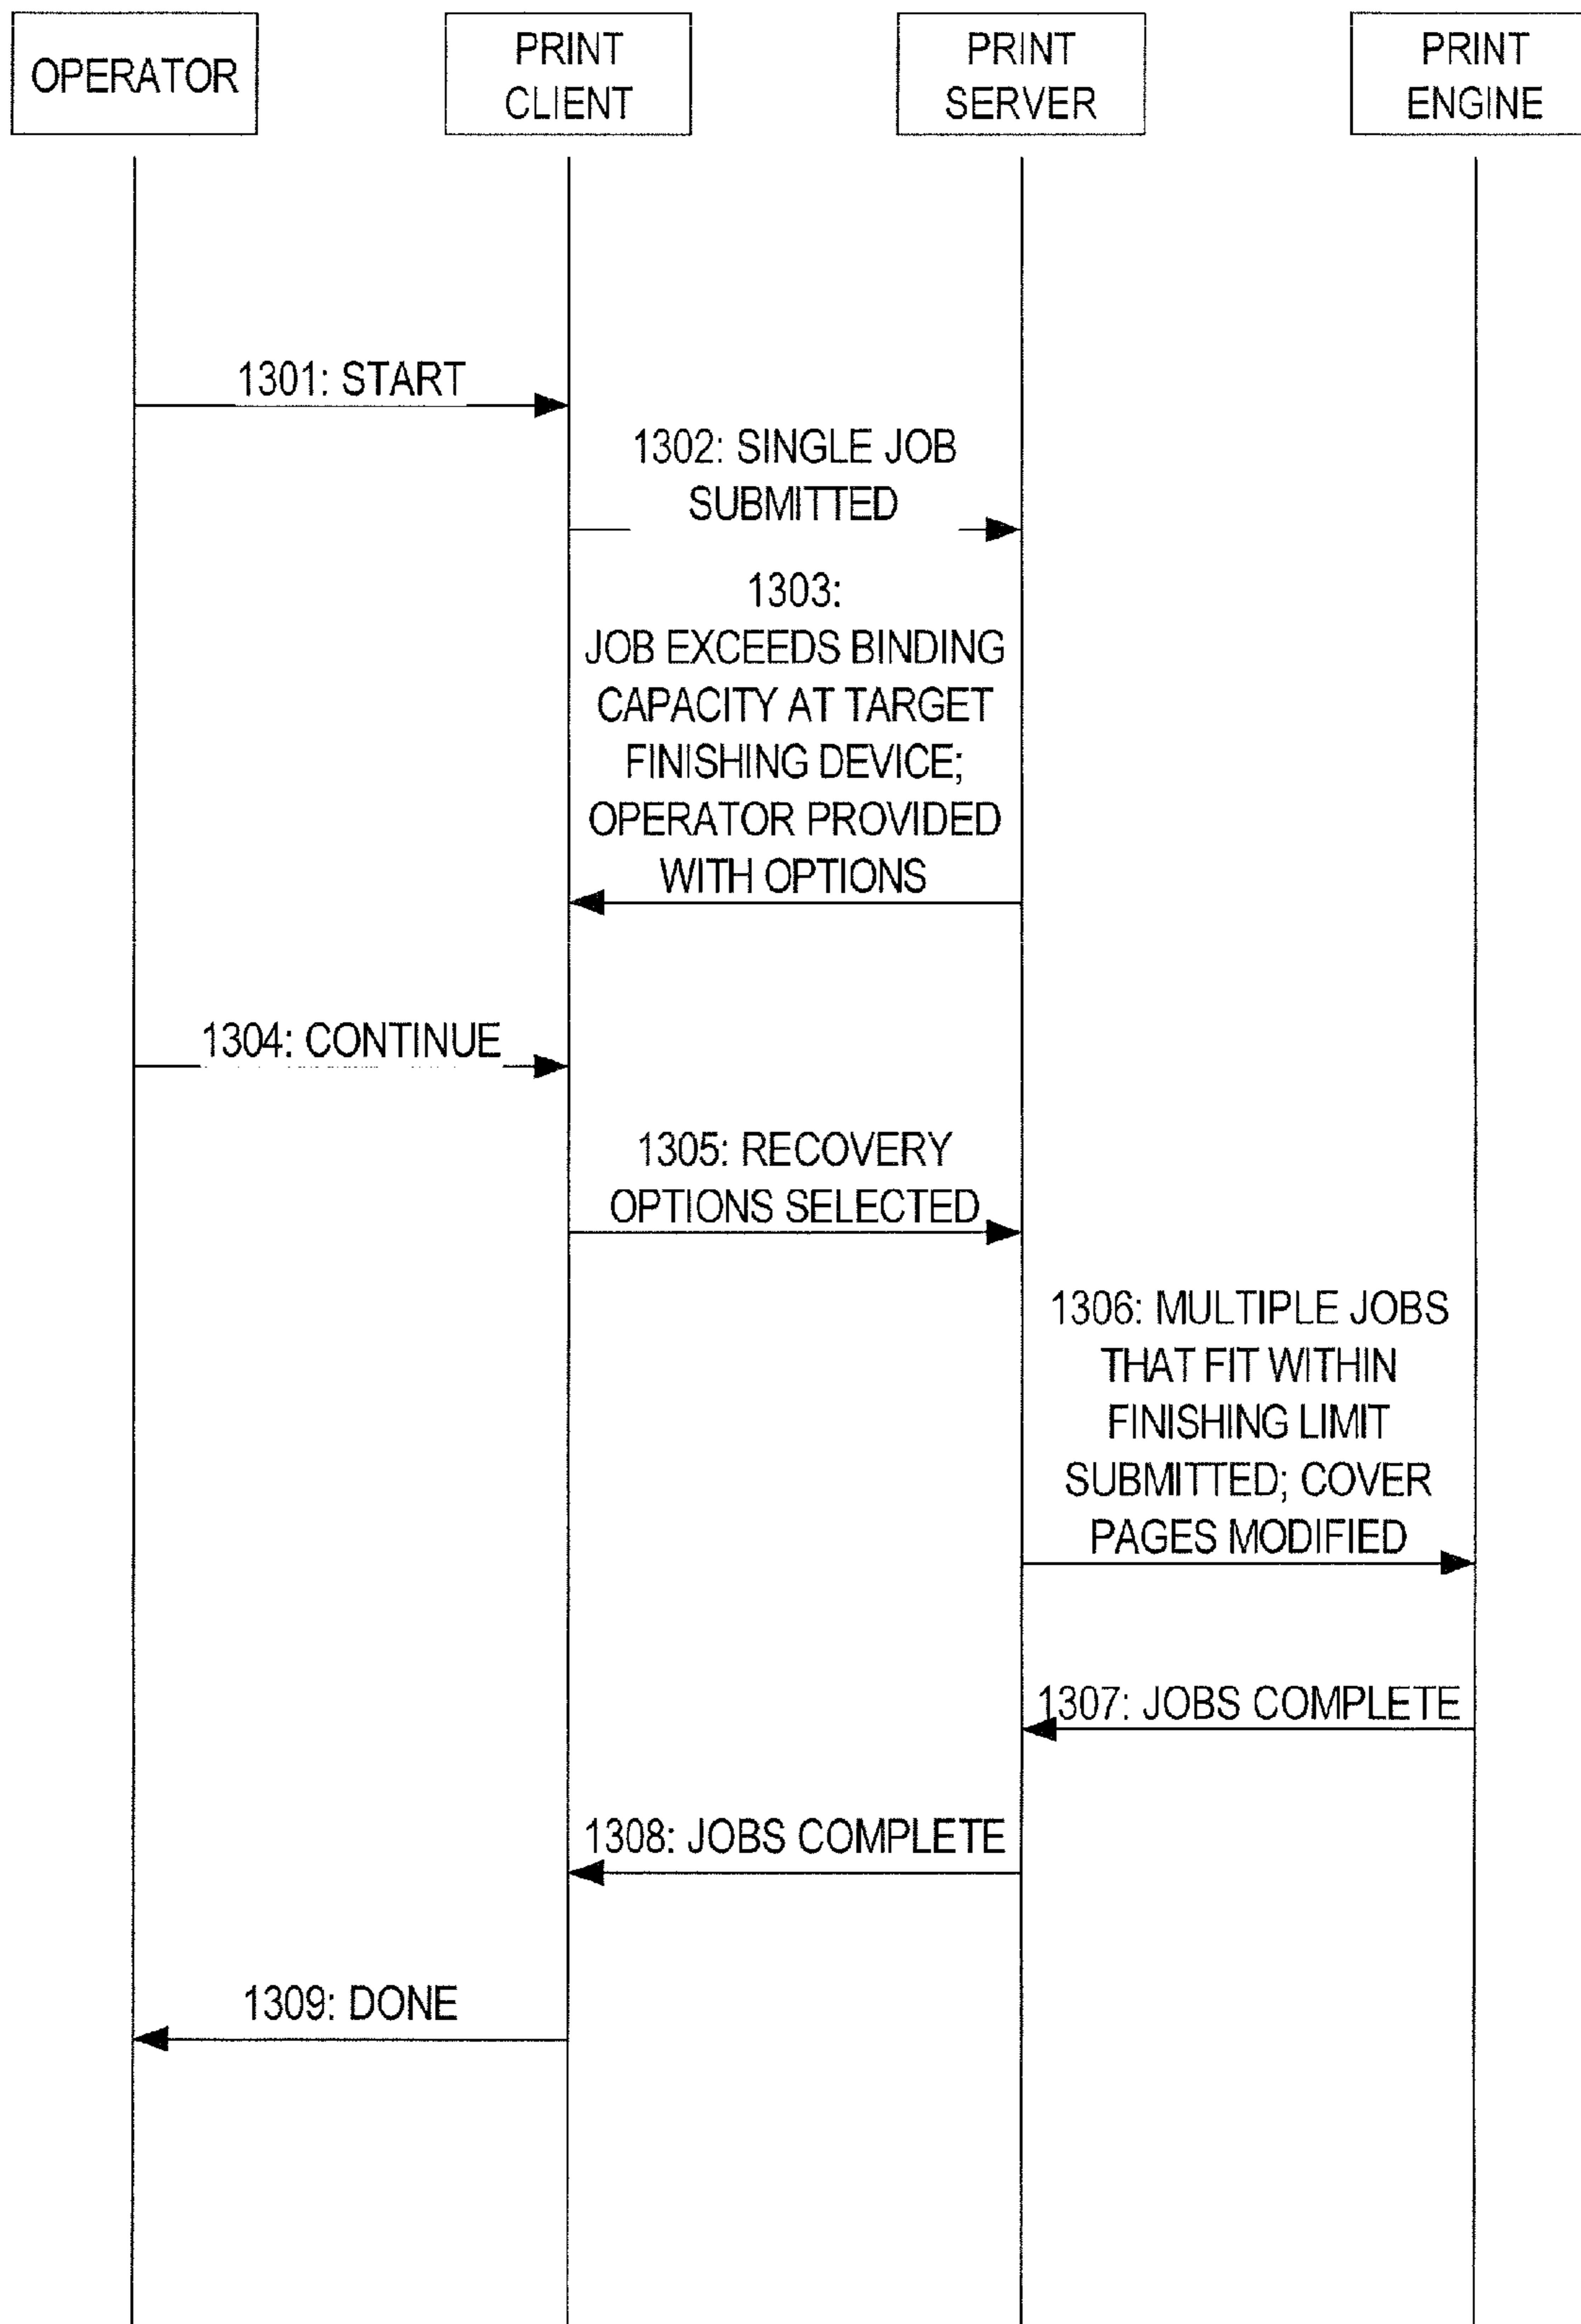 OPERATOR
PRINT
CLIENT
PRINT
SERVER
PRINT
ENGINE
1301: START
1302: SINGLE JOB
SUBMITTED
1303:
JOB EXCEEDS BINDING
CAPACITY AT TARGET
FINISHING DEVICE;
OPERATOR PROVIDED
WITH OPTIONS
1304: CONTINUE
1305: RECOVERY
OPTIONS SELECTED
1306: MULTIPLE JOBS
THAT FIT WITHIN
FINISHING LIMIT
SUBMITTED; COVER
PAGES MODIFIED
1307: JOBS COMPLETE
1308: JOBS COMPLETE
1309: DONE